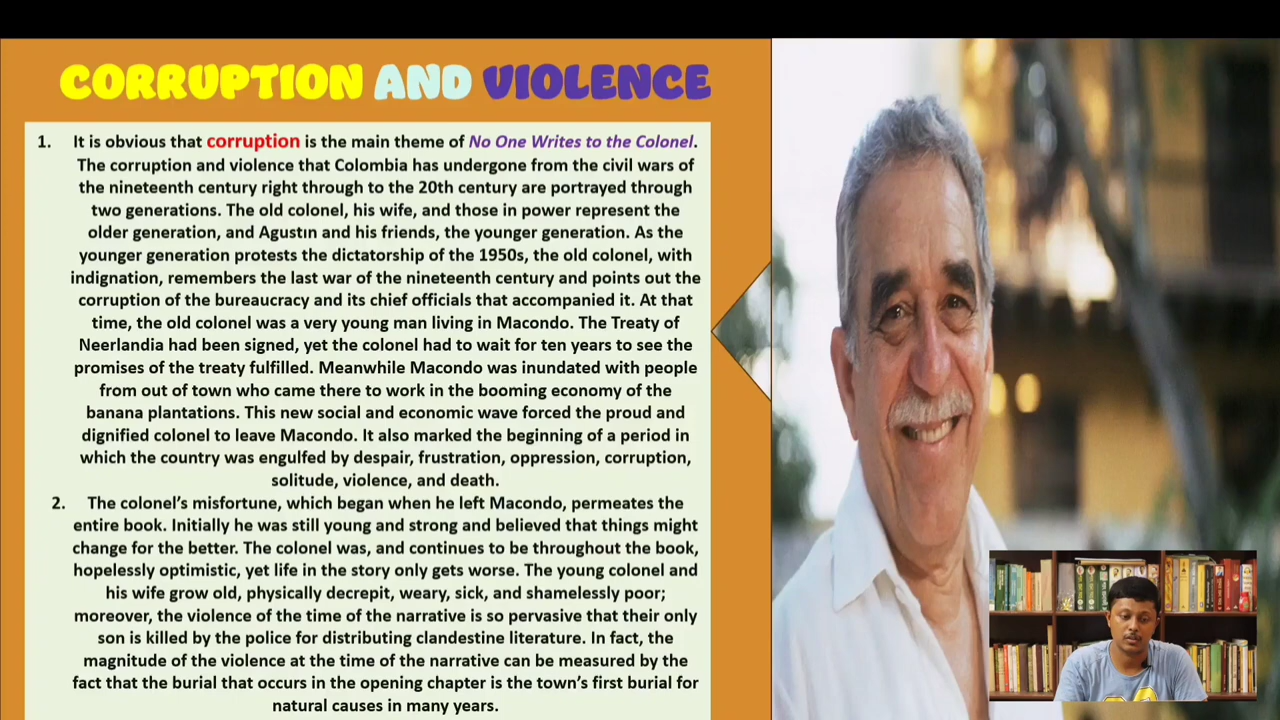 CORRUPTION AND VIOLENCE
1. It is obvious that corruption is the main theme of No One Writes to the Colonel.
The corruption and violence that Colombia has undergone from the civil wars of
the nineteenth century right through to the 20th century are portrayed through
two generations. The old colonel, his wife, and those in power represent the
older generation, and Agustın and his friends, the younger generation. As the
younger generation protests the dictatorship of the 1950s, the old colonel, with
indignation, remembers the last war of the nineteenth century and points out the
corruption of the bureaucracy and its chief officials that accompanied it. At that
time, the old colonel was a very young man living in Macondo. The Treaty of
Neerlandia had been signed, yet the colonel had to wait for ten years to see the
promises of the treaty fulfilled. Meanwhile Macondo was inundated with people
from out of town who came there to work in the booming economy of the
banana plantations. This new social and economic wave forced the proud and
dignified colonel to leave Macondo. It also marked the beginning of a period in
which the country was engulfed by despair, frustration, oppression, corruption,
solitude, violence, and death.
2. The colonel's misfortune, which began when he left Macondo, permeates the
entire book. Initially he was still young and strong and believed that things might
change for the better. The colonel was, and continues to be throughout the book,
hopelessly optimistic, yet life in the story only gets worse. The young colonel and
his wife grow old, physically decrepit, weary, sick, and shamelessly poor;
moreover, the violence of the time of the narrative is so pervasive that their only
son is killed by the police for distributing clandestine literature. In fact, the
magnitude of the violence at the time of the narrative can be measured by the
fact that the burial that occurs in the opening chapter is the town's first burial for
natural causes in many years.